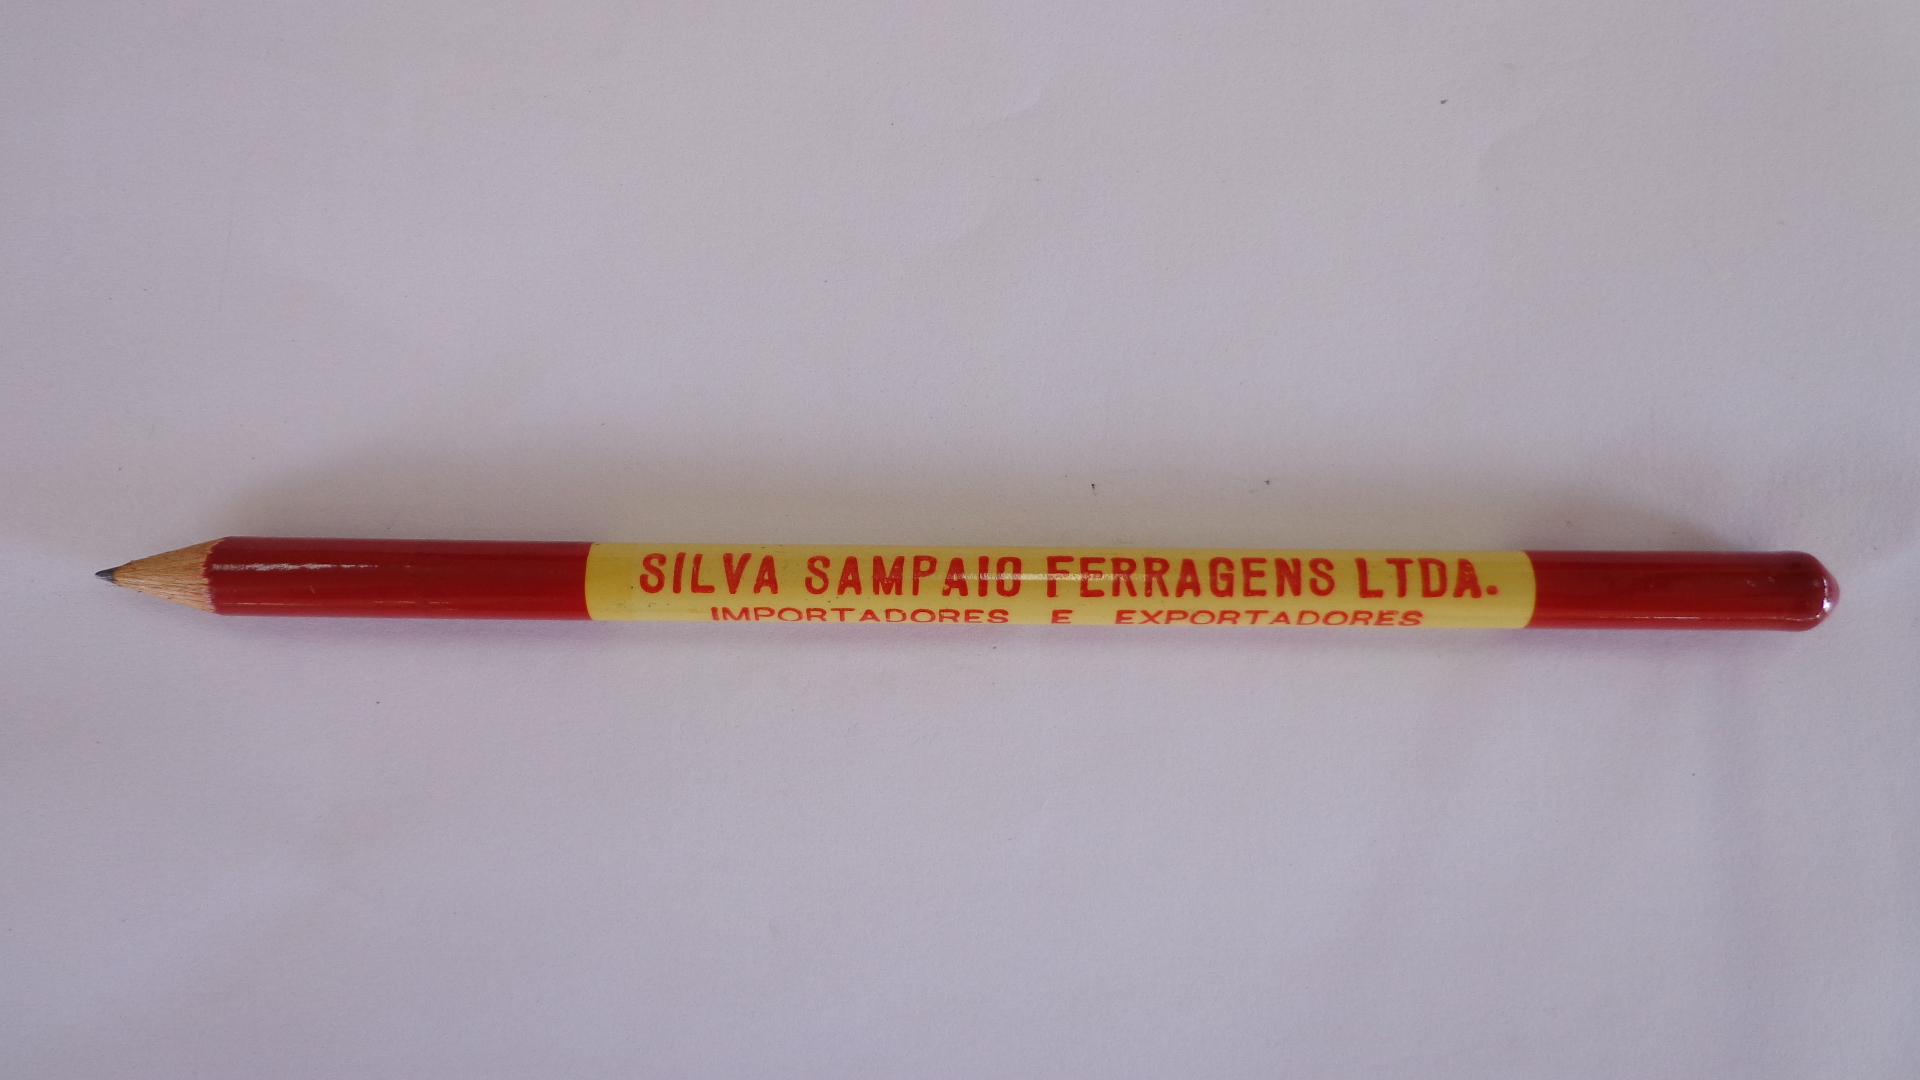 SILVA SAMPAIO FERRAGENS LTDA.
IMPORTADORES E EXPORTADORES